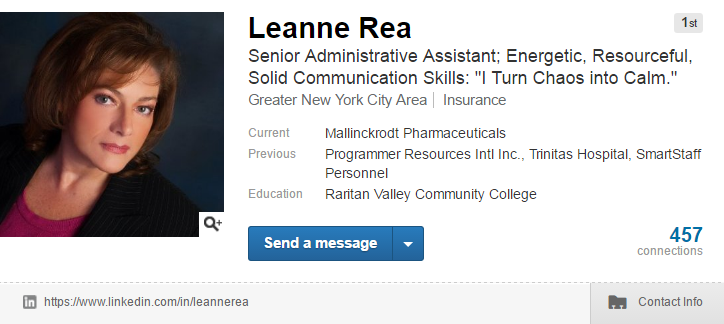 Leanne Rea
1st
Senior Administrative Assistant; Energetic, Resourceful,
Solid Communication Skills: "I Turn Chaos into Calm."
Greater New York City Area | Insurance
Current Mallinckrodt Pharmaceuticals
Previous Programmer Resources Intl Inc., Trinitas Hospital, SmartStaff
Personnel
Education Raritan Valley Community College
Send a message
457
connections
in https://www.linkedin.com/in/leannerea
Contact Info